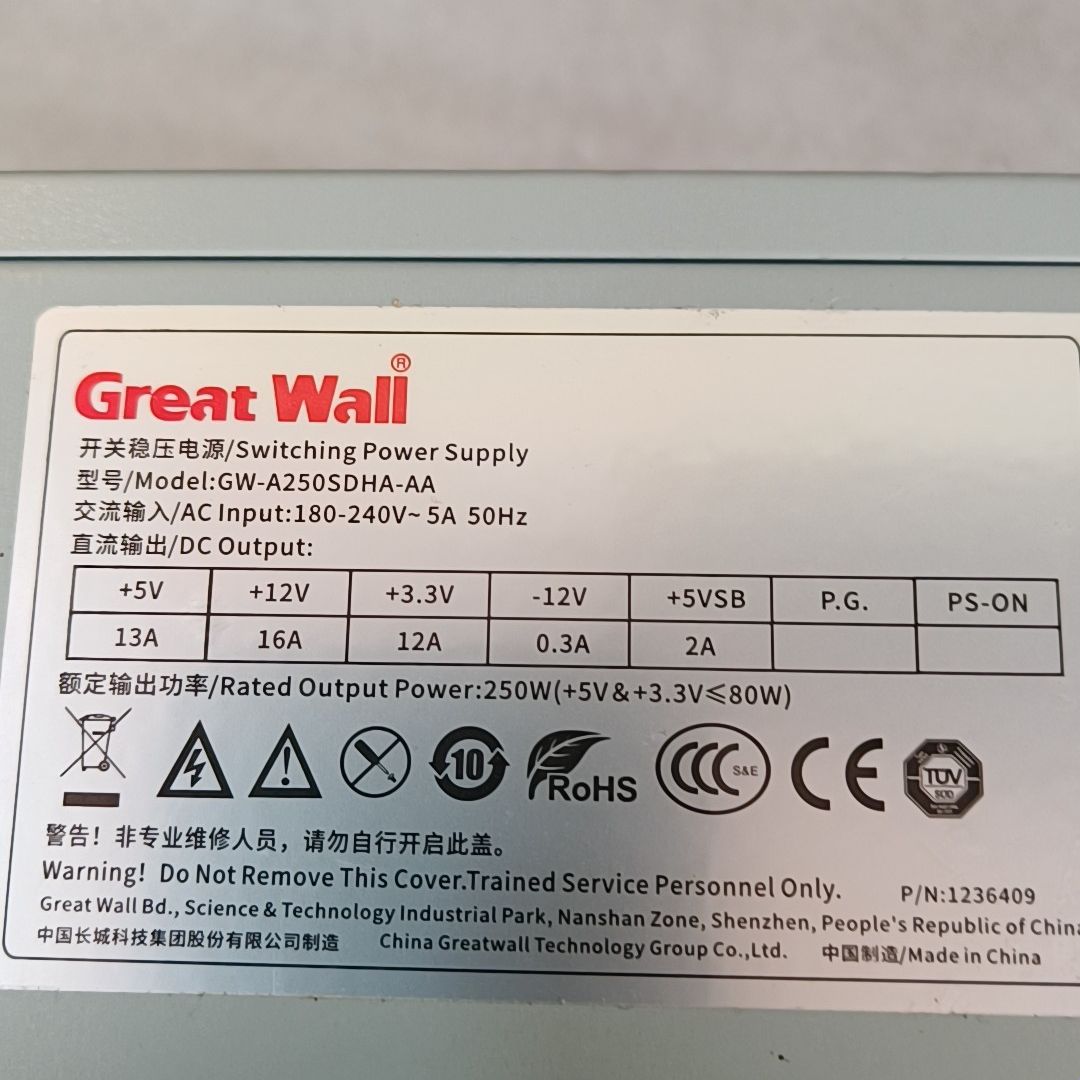 Great Wall®
开关稳压电源/Switching Power Supply
型号/Model:GW-A250SDHA-AA
交流输入/AC Input:180-240V~ 5A 50Hz
直流输出/DC Output:
+5V +12V +3.3V -12V +5VSB P.G. PS-ON
13A 16A 12A 0.3A 2A
额定输出功率/Rated Output Power:250W(+5V&+3.3V≤80W)
10 RoHS CCC S&E CE TÜV SÜD
警告！非专业维修人员，请勿自行开启此盖。
Warning! Do Not Remove This Cover.Trained Service Personnel Only. P/N:1236409
Great Wall Bd., Science & Technology Industrial Park, Nanshan Zone, Shenzhen, People's Republic of China
中国长城科技集团股份有限公司制造 China Greatwall Technology Group Co.,Ltd. 中国制造/Made in China